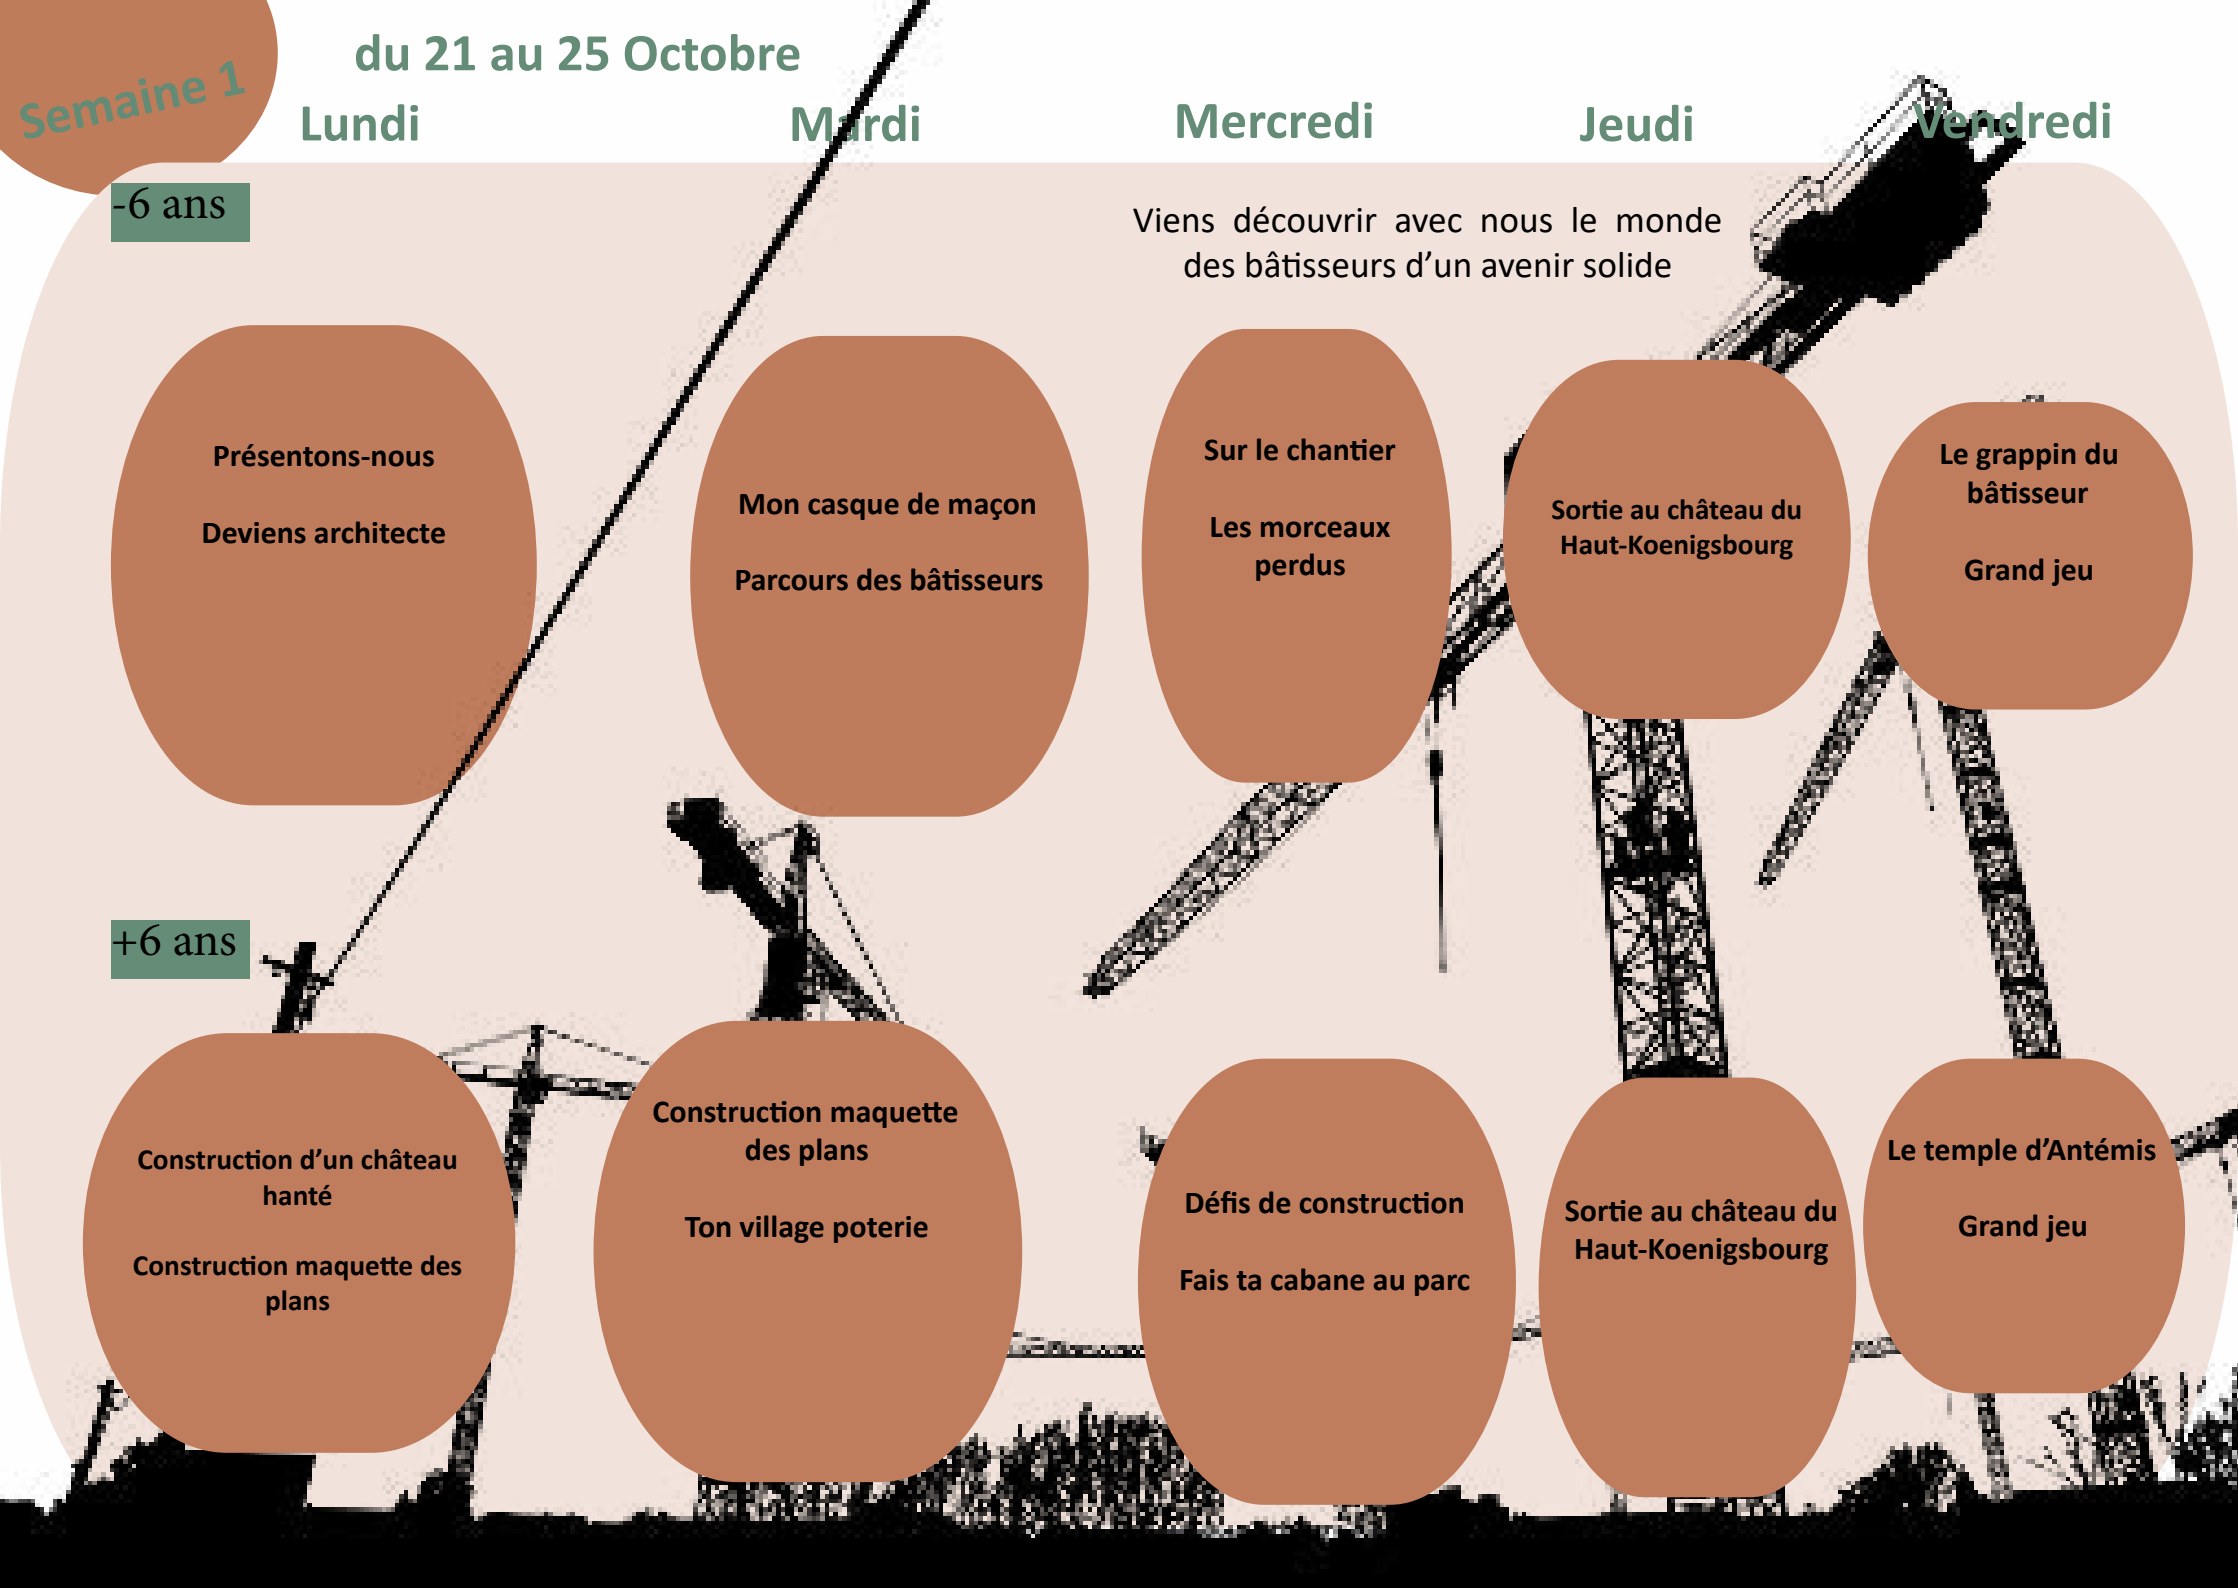 Semaine 1
du 21 au 25 Octobre
Lundi
Mardi
Mercredi
Jeudi
Vendredi
-6 ans
Viens découvrir avec nous le monde
des bâtisseurs d'un avenir solide
Présentons-nous
Deviens architecte
Mon casque de maçon
Parcours des bâtisseurs
Sur le chantier
Les morceaux
perdus
Sortie au château du
Haut-Koenigsbourg
Le grappin du
bâtisseur
Grand jeu
+6 ans
Construction d'un château
hanté
Construction maquette des
plans
Construction maquette
des plans
Ton village poterie
Défis de construction
Fais ta cabane au parc
Sortie au château du
Haut-Koenigsbourg
Le temple d'Antémis
Grand jeu